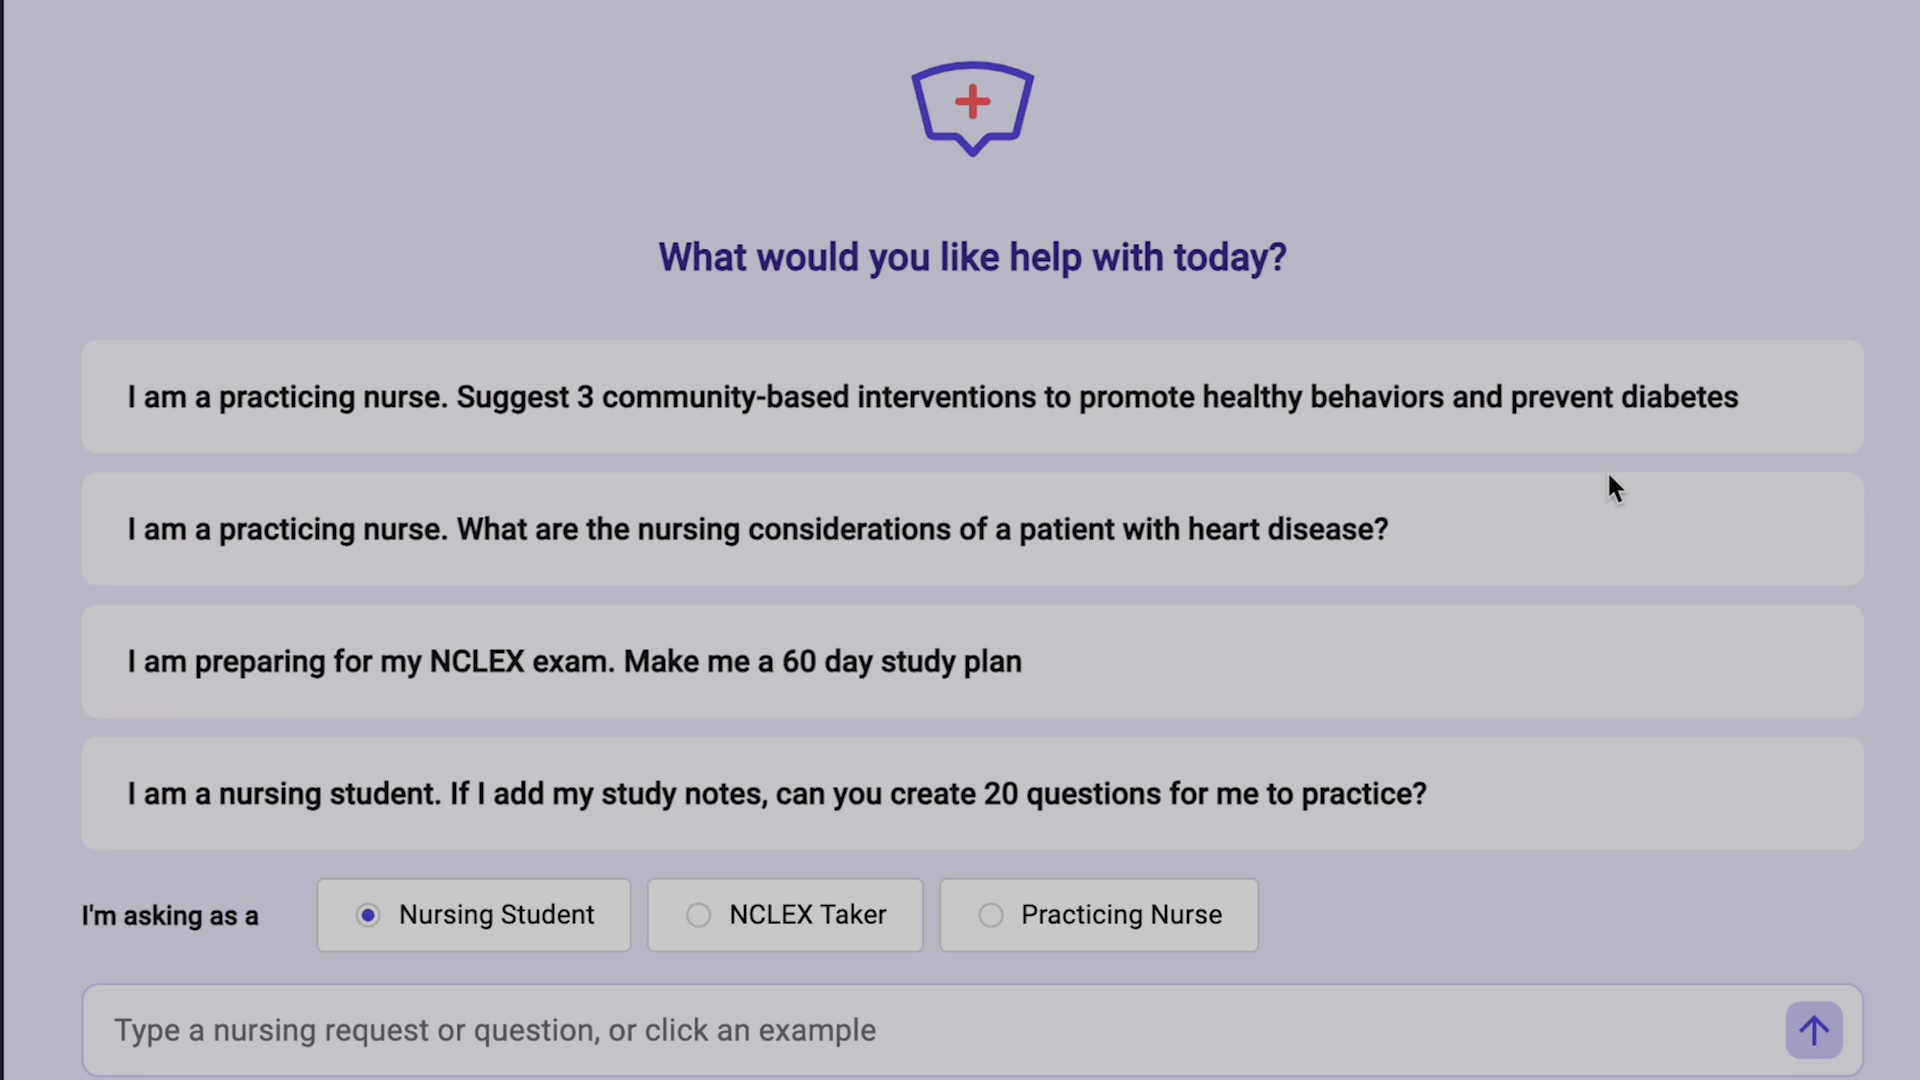 What would you like help with today?
I am a practicing nurse. Suggest 3 community-based interventions to promote healthy behaviors and prevent diabetes
I am a practicing nurse. What are the nursing considerations of a patient with heart disease?
I am preparing for my NCLEX exam. Make me a 60 day study plan
I am a nursing student. If I add my study notes, can you create 20 questions for me to practice?
I'm asking as a Nursing Student NCLEX Taker Practicing Nurse
Type a nursing request or question, or click an example